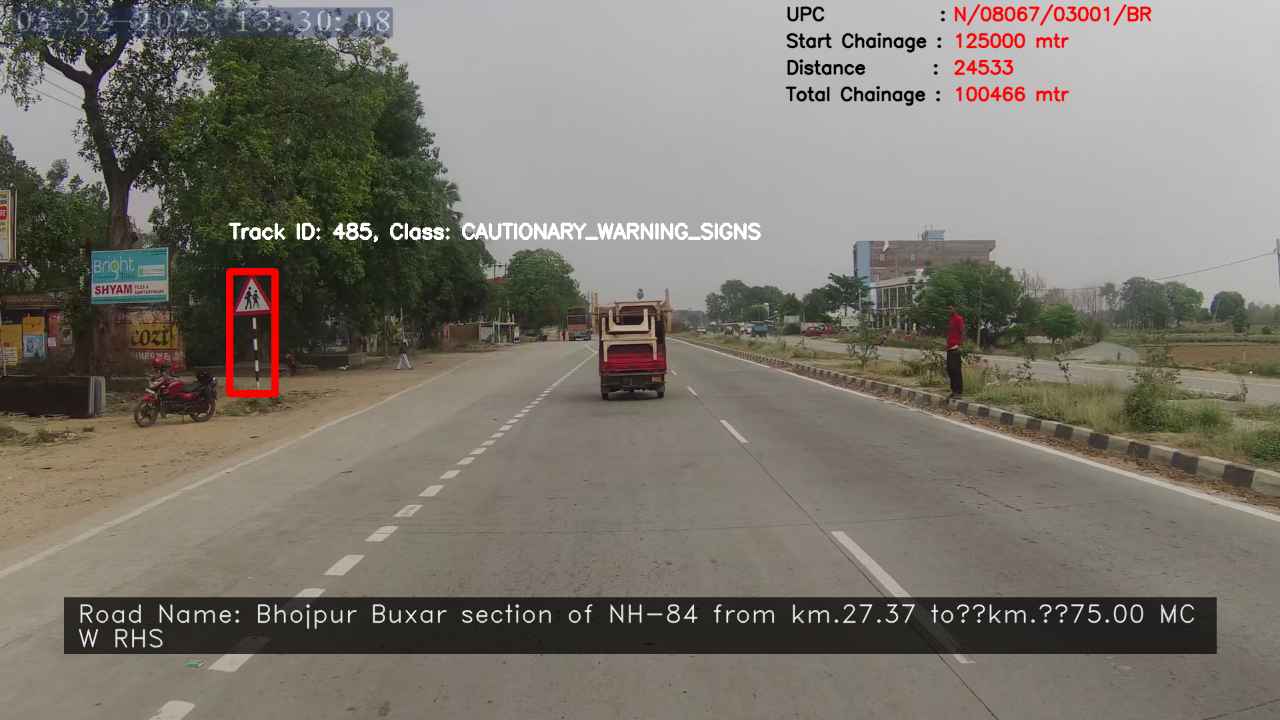 05-22-2025 13:30:08
UPC : N/08067/03001/BR
Start Chainage : 125000 mtr
Distance : 24533
Total Chainage : 100466 mtr
Track ID: 485, Class: CAUTIONARY_WARNING_SIGNS
Bright
SHYAM
COZI
Road Name: Bhojpur Buxar section of NH-84 from km.27.37 to??km.??75.00 MC
W RHS